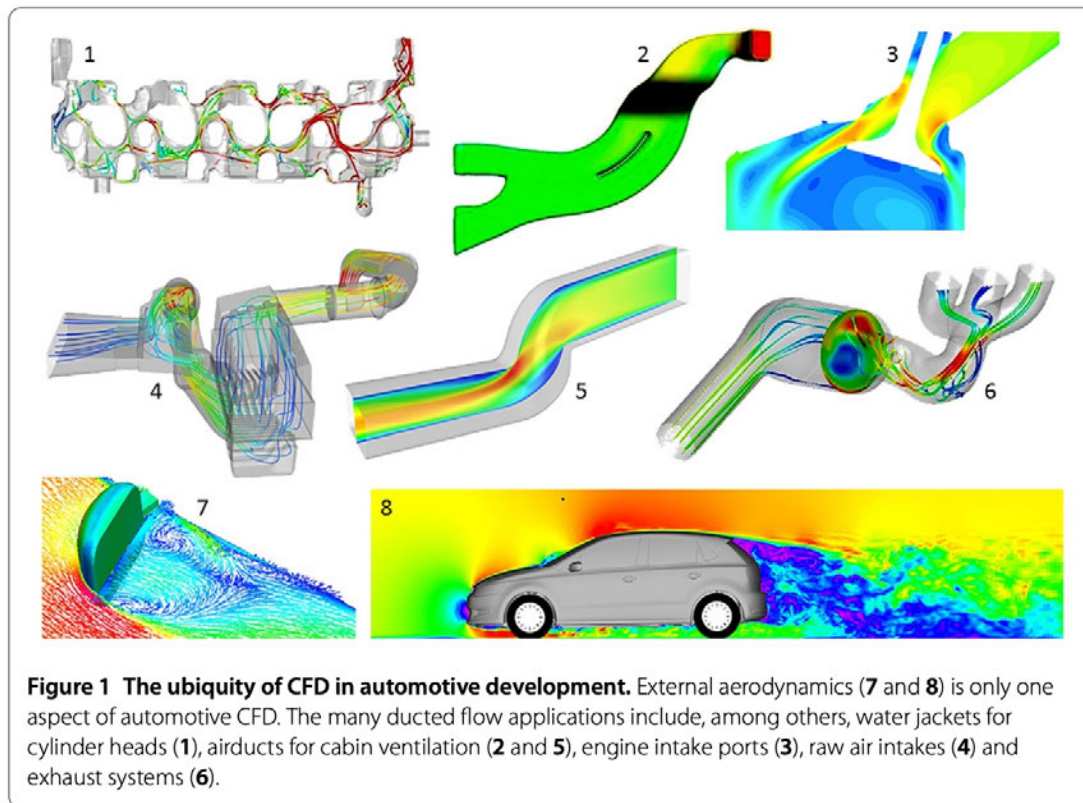 1
2
3
4
5
6
7
8
Figure 1 The ubiquity of CFD in automotive development. External aerodynamics (7 and 8) is only one
aspect of automotive CFD. The many ducted flow applications include, among others, water jackets for
cylinder heads (1), airducts for cabin ventilation (2 and 5), engine intake ports (3), raw air intakes (4) and
exhaust systems (6).